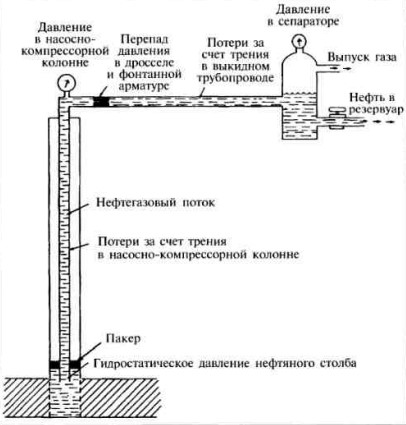 Давление
в насосно-
компрессорной
колонне
Перепад
давления
в дросселе
и фонтанной
арматуре
Потери за
счет трения
в выкидном
трубопроводе
Давление
в сепараторе
Выпуск газа
Нефть в
резервуар
Нефтегазовый поток
Потери за счет трения
в насосно-компрессорной колонне
Пакер
Гидростатическое давление нефтяного столба